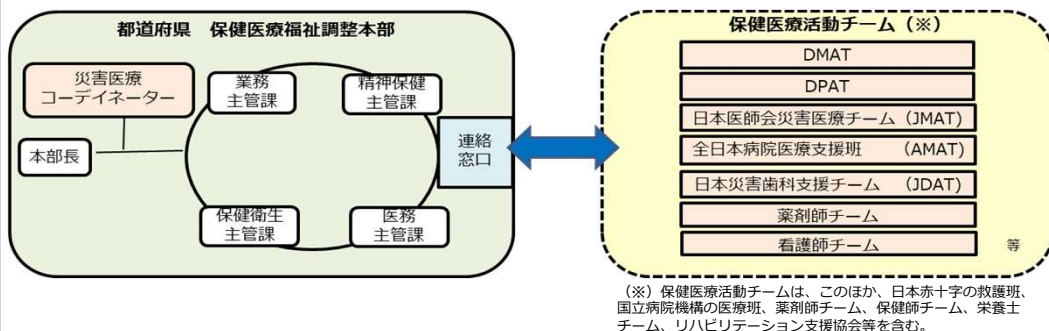 都道府県　保健医療福祉調整本部
災害医療
コーデイネーター
本部長
業務
主管課
精神保健
主管課
保健衛生
主管課
医務
主管課
連絡
窓口
保健医療活動チーム（※）
DMAT
DPAT
日本医師会災害医療チーム（JMAT）
全日本病院医療支援班　　（AMAT）
日本災害歯科支援チーム　（JDAT）
薬剤師チーム
看護師チーム
等
（※）保健医療活動チームは、このほか、日本赤十字の救護班、
国立病院機構の医療班、薬剤師チーム、保健師チーム、栄養士
チーム、リハビリテーション支援協会等を含む。